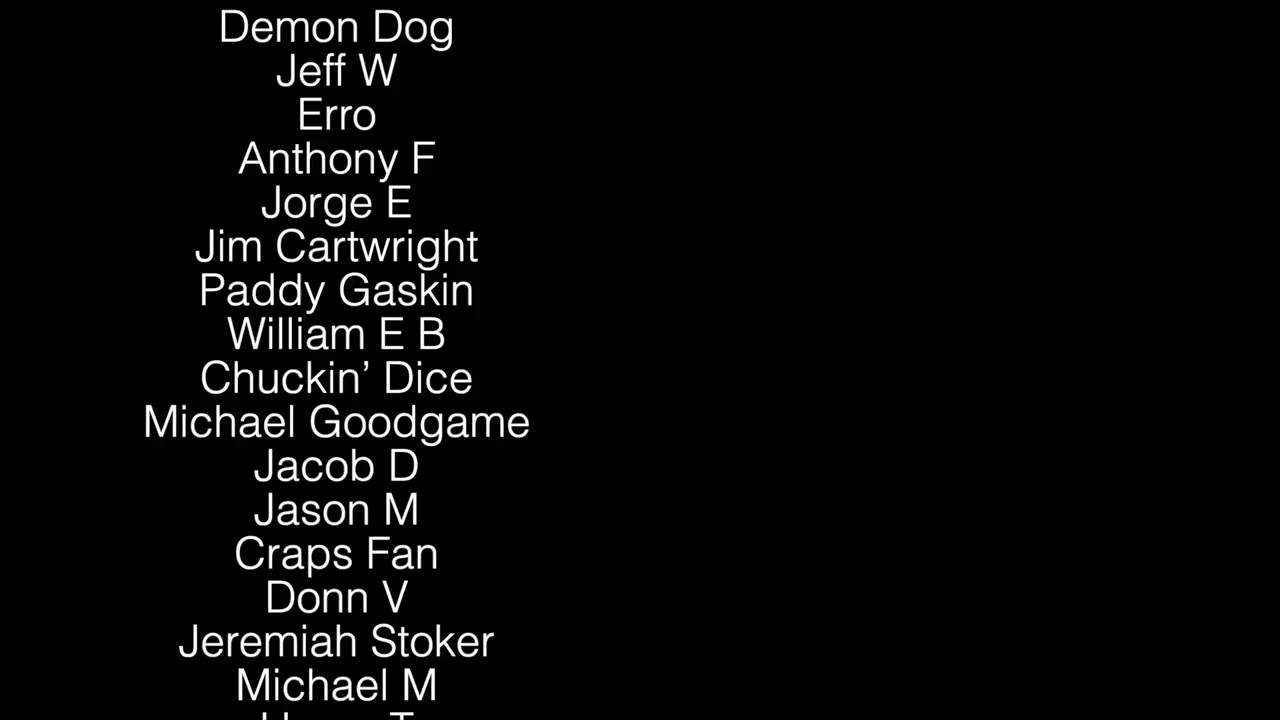 Demon Dog
Jeff W
Erro
Anthony F
Jorge E
Jim Cartwright
Paddy Gaskin
William E B
Chuckin’ Dice
Michael Goodgame
Jacob D
Jason M
Craps Fan
Donn V
Jeremiah Stoker
Michael M